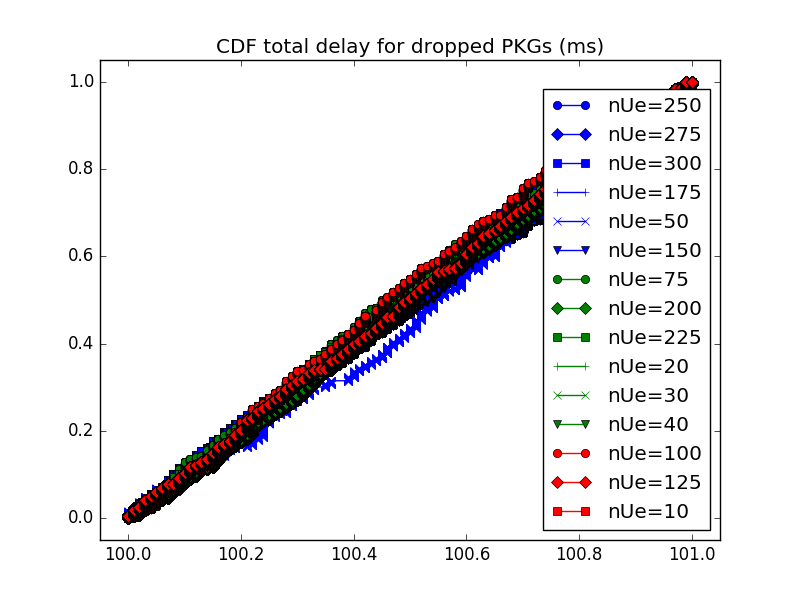 CDF total delay for dropped PKGs (ms)
1.0
0.8
0.6
0.4
0.2
0.0
100.0 100.2 100.4 100.6 100.8 101.0
nUe=250
nUe=275
nUe=300
nUe=175
nUe=50
nUe=150
nUe=75
nUe=200
nUe=225
nUe=20
nUe=30
nUe=40
nUe=100
nUe=125
nUe=10